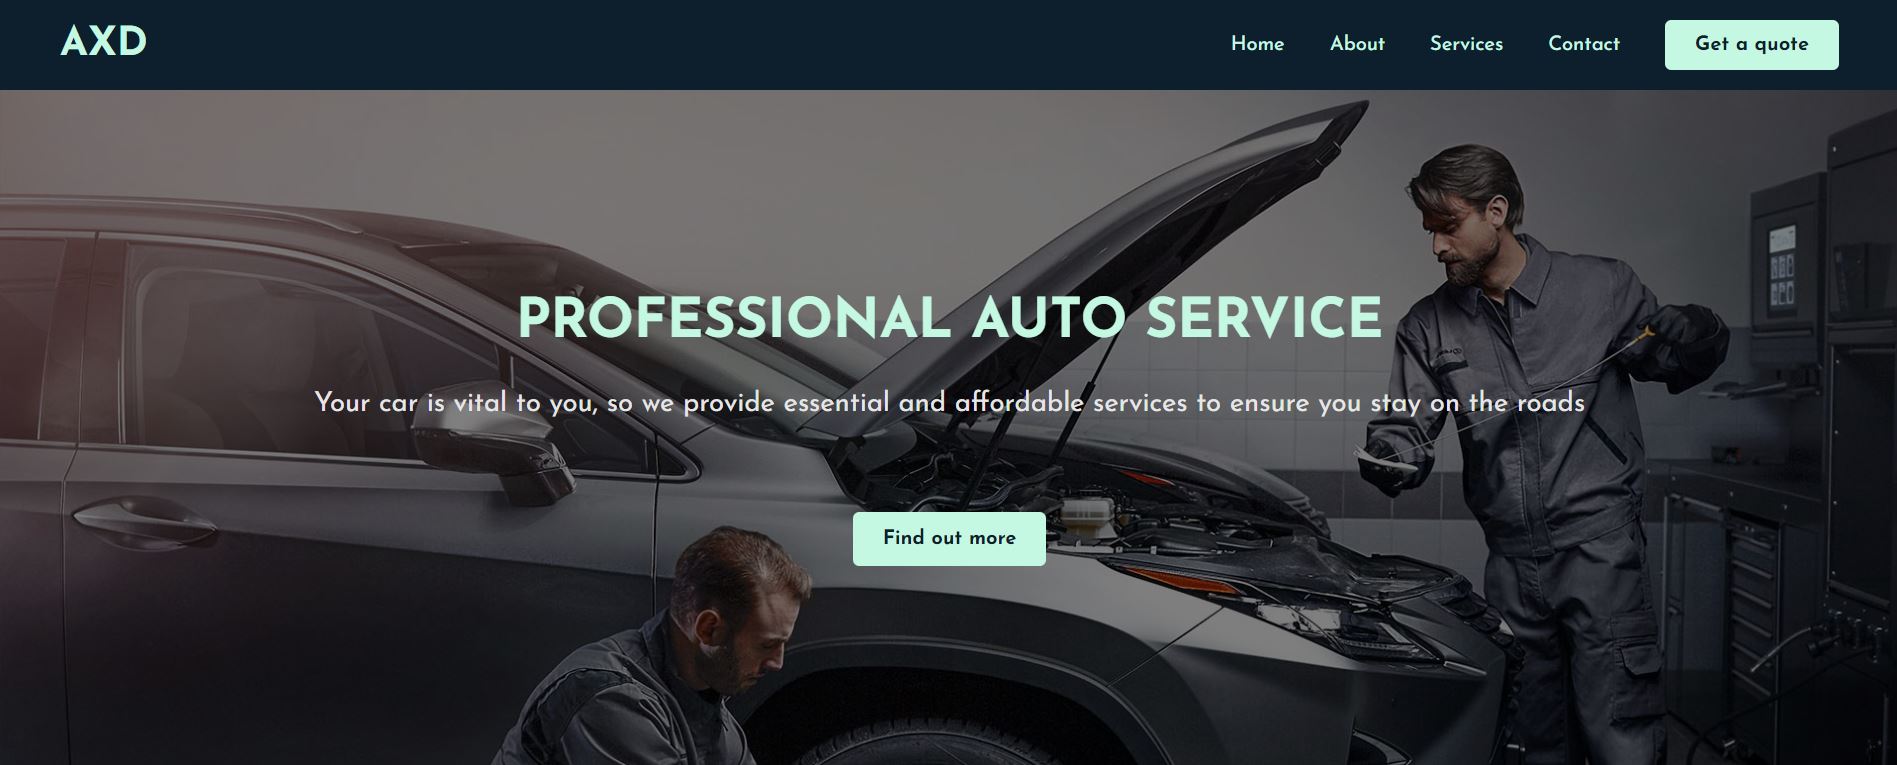 AXD
Home
About
Services
Contact
Get a quote
PROFESSIONAL AUTO SERVICE
Your car is vital to you, so we provide essential and affordable services to ensure you stay on the roads
Find out more